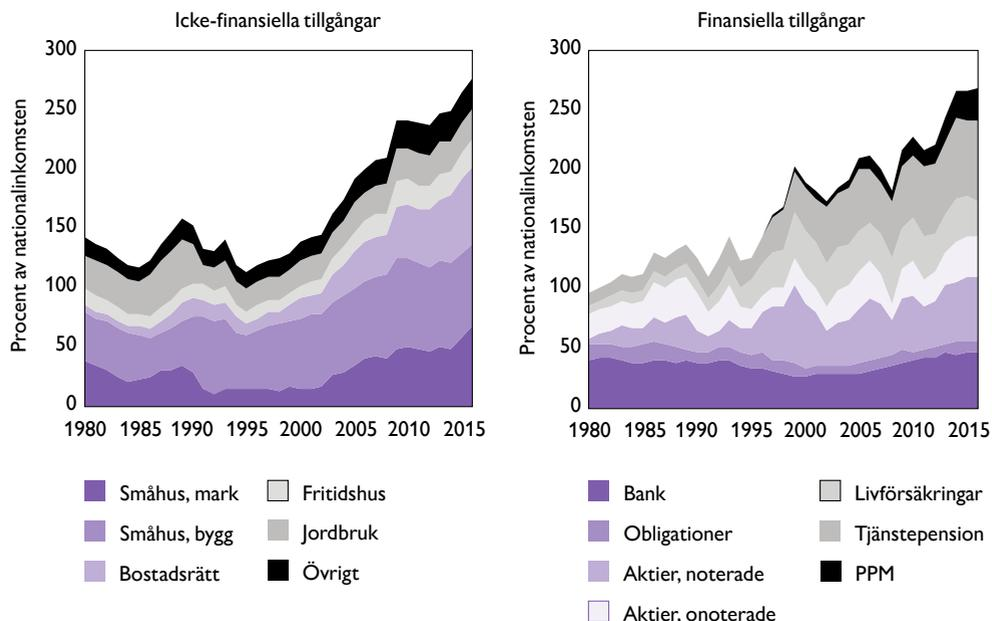 Icke-finansiella tillgångar
Procent av nationalinkomsten
300
250
200
150
100
50
0
1980 1985 1990 1995 2000 2005 2010 2015
Småhus, mark
Småhus, bygg
Bostadsrätt
Fritidshus
Jordbruk
Övrigt
Finansiella tillgångar
Procent av nationalinkomsten
300
250
200
150
100
50
0
1980 1985 1990 1995 2000 2005 2010 2015
Bank
Obligationer
Aktier, noterade
Aktier, onoterade
Livförsäkringar
Tjänstepension
PPM